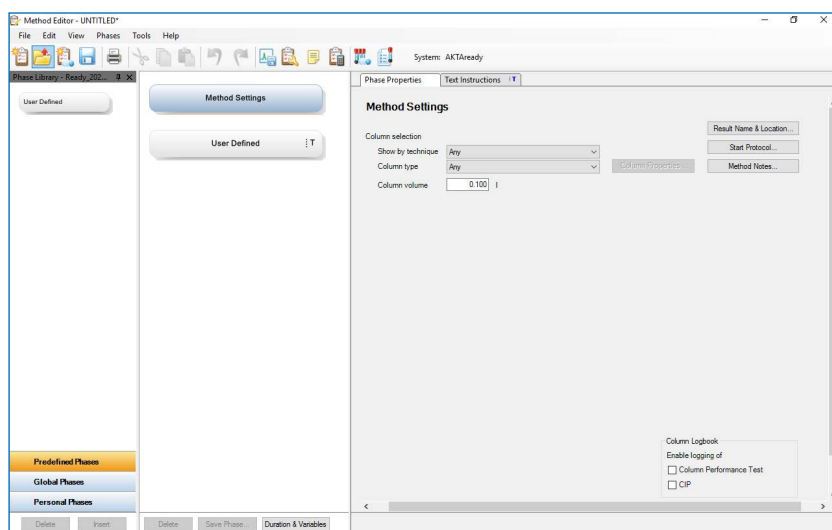 Method Editor - UNTITLED*
File Edit View Phases Tools Help
System: AKTAready
Phase Library - Ready_202...
User Defined
Method Settings
User Defined T
Phase Properties Text Instructions T
Method Settings
Result Name & Location...
Column selection
Start Protocol...
Show by technique Any
Column type Any Column Properties... Method Notes...
Column volume 0.100 l
Column Logbook
Enable logging of
Column Performance Test
CIP
Predefined Phases
Global Phases
Personal Phases
Delete Insert Delete Save Phase... Duration & Variables